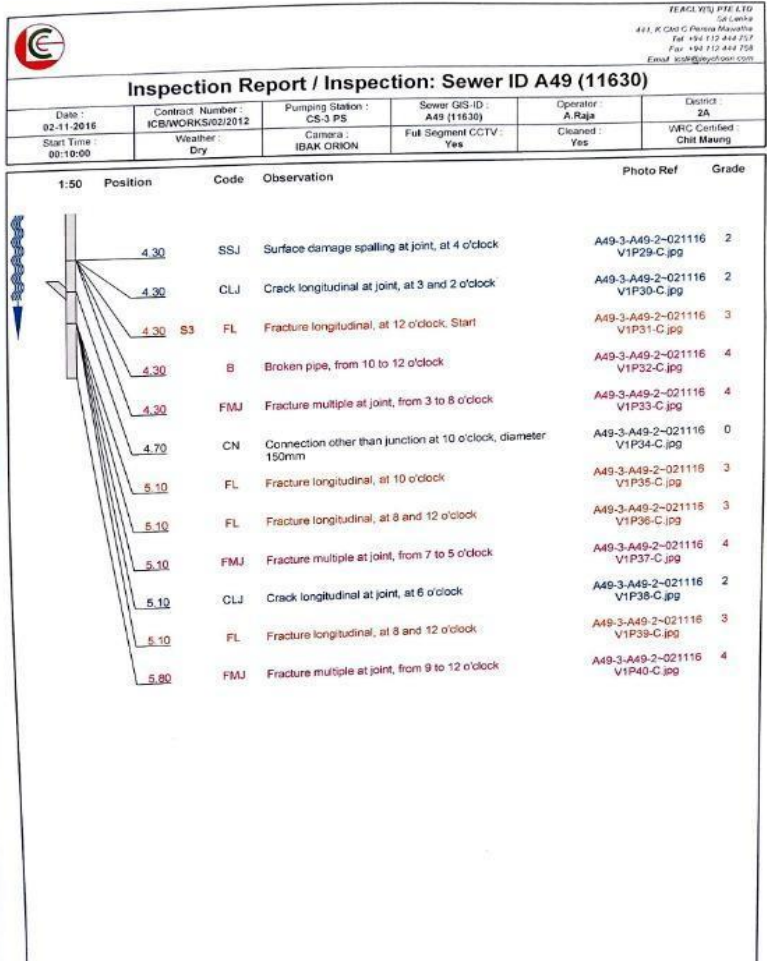 TEACLY(S) PTE LTD
Sri Lanka
Inspection Report / Inspection: Sewer ID A49 (11630)
Date : Contract Number : Pumping Station : Sewer GIS-ID : Operator : District :
02-11-2016 ICB/WORKS/02/2012 CS-3 PS A49 (11630) A.Raja 2A
Start Time : Weather : Camera : Full Segment CCTV : Cleaned : WRC Certified :
00:10:00 Dry IBAK ORION Yes Yes Chit Maung
1:50 Position Code Observation Photo Ref Grade
4.30 SSJ Surface damage spalling at joint, at 4 o'clock A49-3-A49-2~021116 2
V1P29-C.jpg
4.30 CLJ Crack longitudinal at joint, at 3 and 2 o'clock A49-3-A49-2~021116 2
V1P30-C.jpg
4.30 S3 FL Fracture longitudinal, at 12 o'clock, Start A49-3-A49-2~021116 3
V1P31-C.jpg
4.30 B Broken pipe, from 10 to 12 o'clock A49-3-A49-2~021116 4
V1P32-C.jpg
4.30 FMJ Fracture multiple at joint, from 3 to 8 o'clock A49-3-A49-2~021116 4
V1P33-C.jpg
4.70 CN Connection other than junction at 10 o'clock, diameter A49-3-A49-2~021116 0
150mm V1P34-C.jpg
5.10 FL Fracture longitudinal, at 10 o'clock A49-3-A49-2~021116 3
V1P35-C.jpg
5.10 FL Fracture longitudinal, at 8 and 12 o'clock A49-3-A49-2~021116 3
V1P36-C.jpg
5.10 FMJ Fracture multiple at joint, from 7 to 5 o'clock A49-3-A49-2~021116 4
V1P37-C.jpg
5.10 CLJ Crack longitudinal at joint, at 6 o'clock A49-3-A49-2~021116 2
V1P38-C.jpg
5.10 FL Fracture longitudinal, at 8 and 12 o'clock A49-3-A49-2~021116 3
V1P39-C.jpg
5.80 FMJ Fracture multiple at joint, from 9 to 12 o'clock A49-3-A49-2~021116 4
V1P40-C.jpg